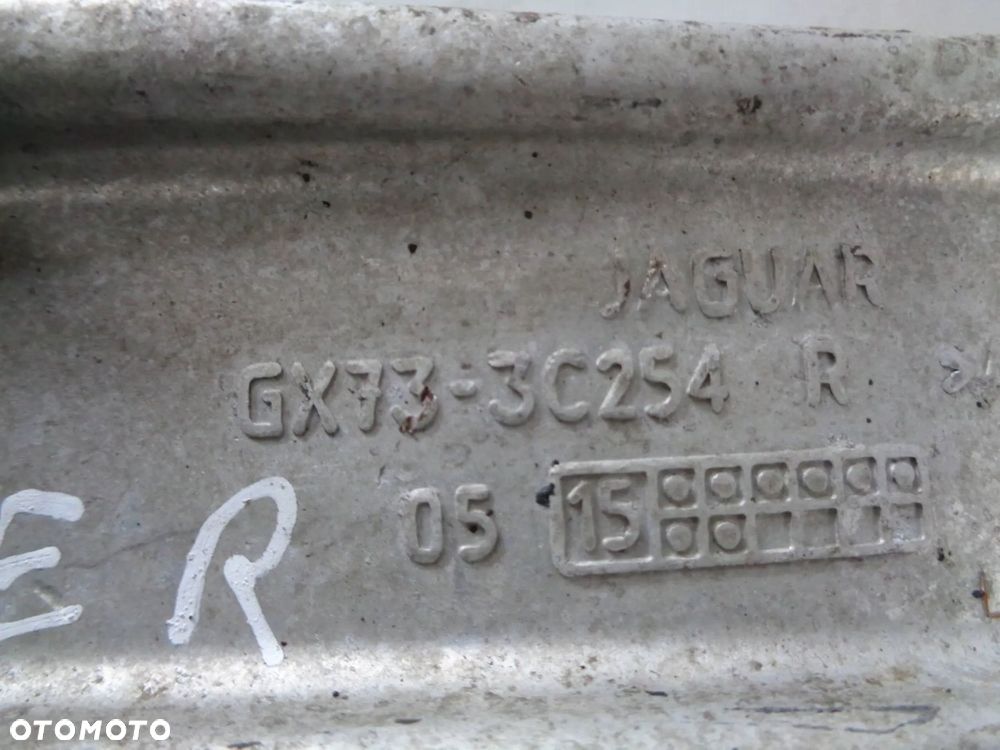 JAGUAR
GX73-3C254 R
05 15
ER
OTOMOTO